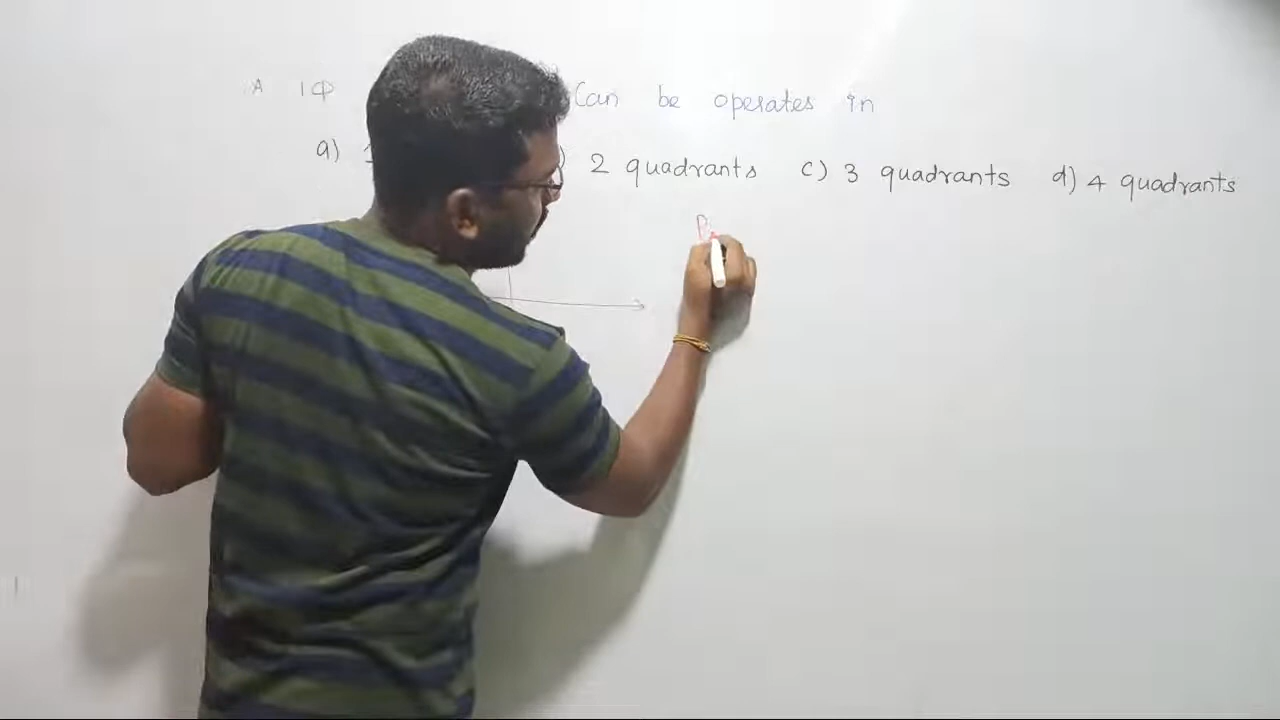 A 1Φ Can be operates in
a) 2 quadrants c) 3 quadrants d) 4 quadrants